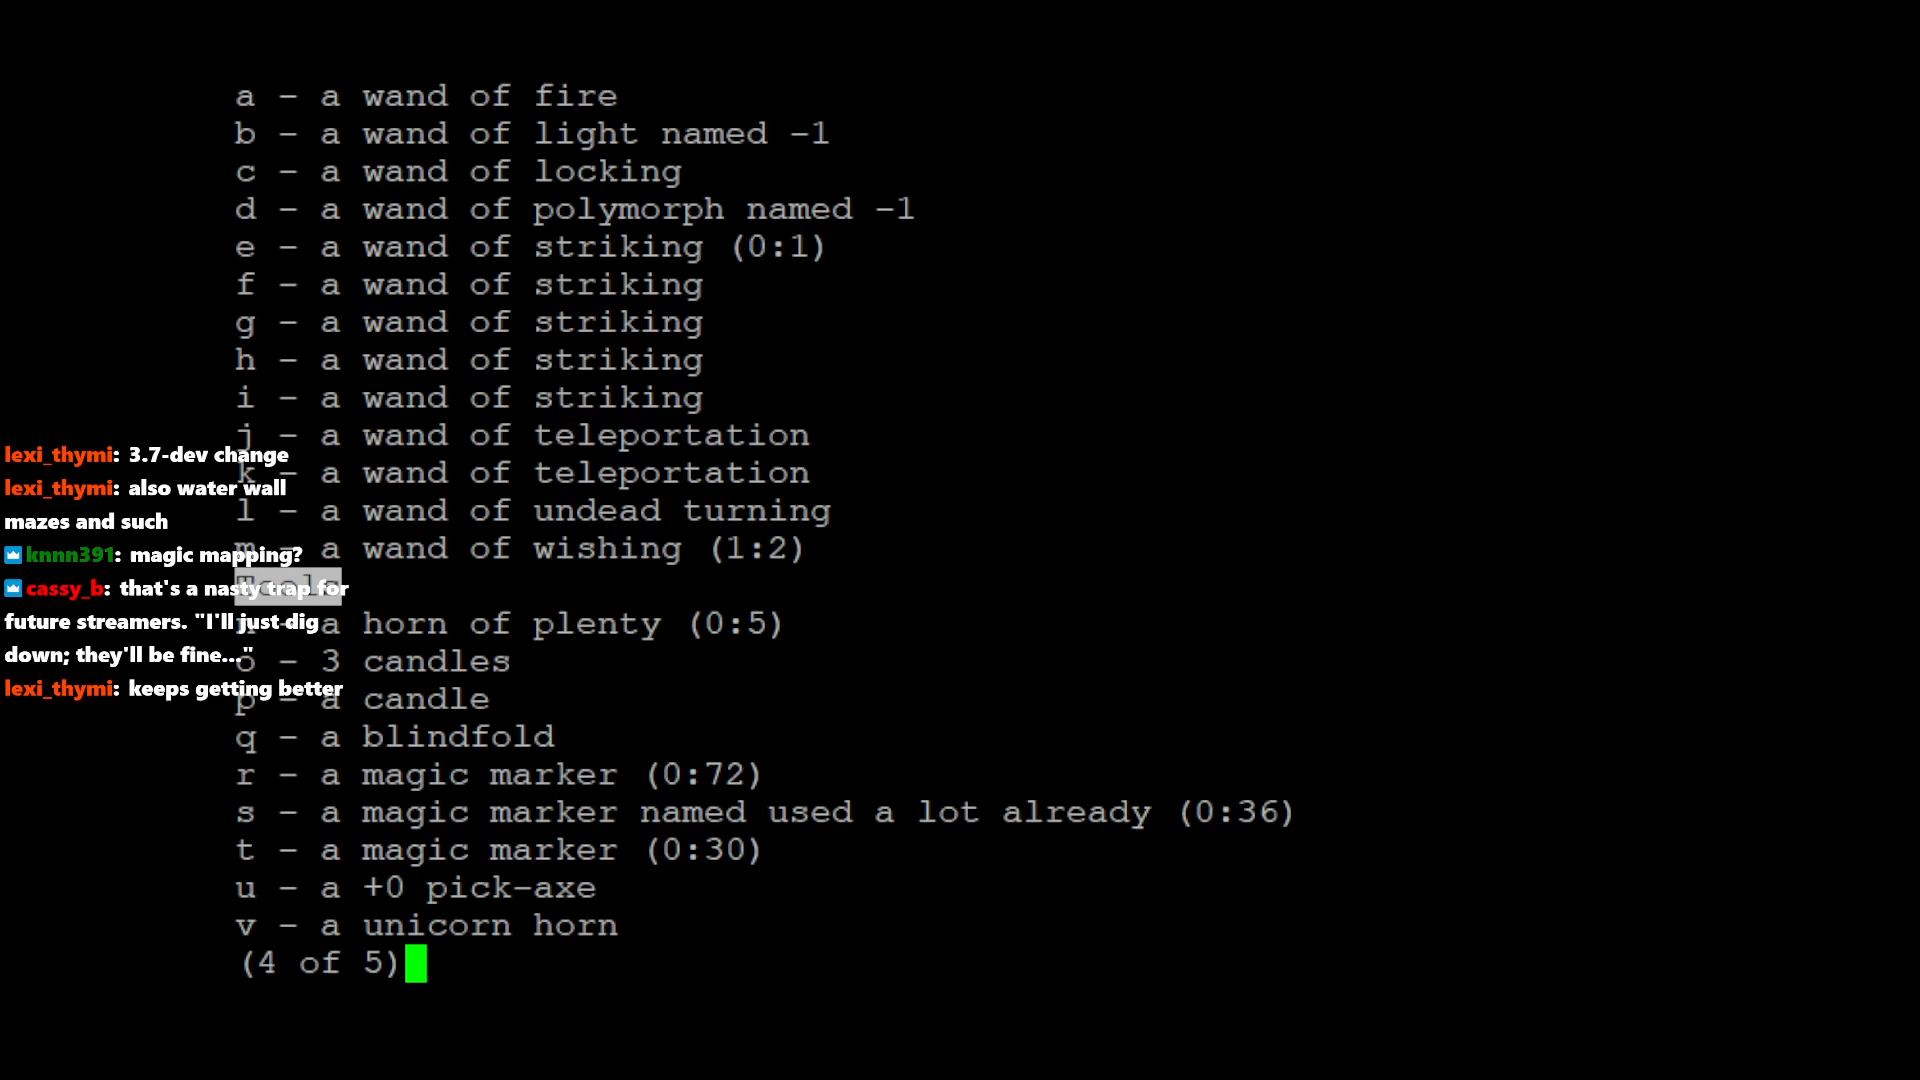 a - a wand of fire
b - a wand of light named -1
c - a wand of locking
d - a wand of polymorph named -1
e - a wand of striking (0:1)
f - a wand of striking
g - a wand of striking
h - a wand of striking
i - a wand of striking
j - a wand of teleportation
k - a wand of teleportation
l - a wand of undead turning
m - a wand of wishing (1:2)
Tools
n - a horn of plenty (0:5)
o - 3 candles
p - a candle
q - a blindfold
r - a magic marker (0:72)
s - a magic marker named used a lot already (0:36)
t - a magic marker (0:30)
u - a +0 pick-axe
v - a unicorn horn
(4 of 5)
lexi_thymi: 3.7-dev change
lexi_thymi: also water wall
mazes and such
knnn391: magic mapping?
cassy_b: that's a nasty trap for
future streamers. "I'll just dig
down; they'll be fine..."
lexi_thymi: keeps getting better